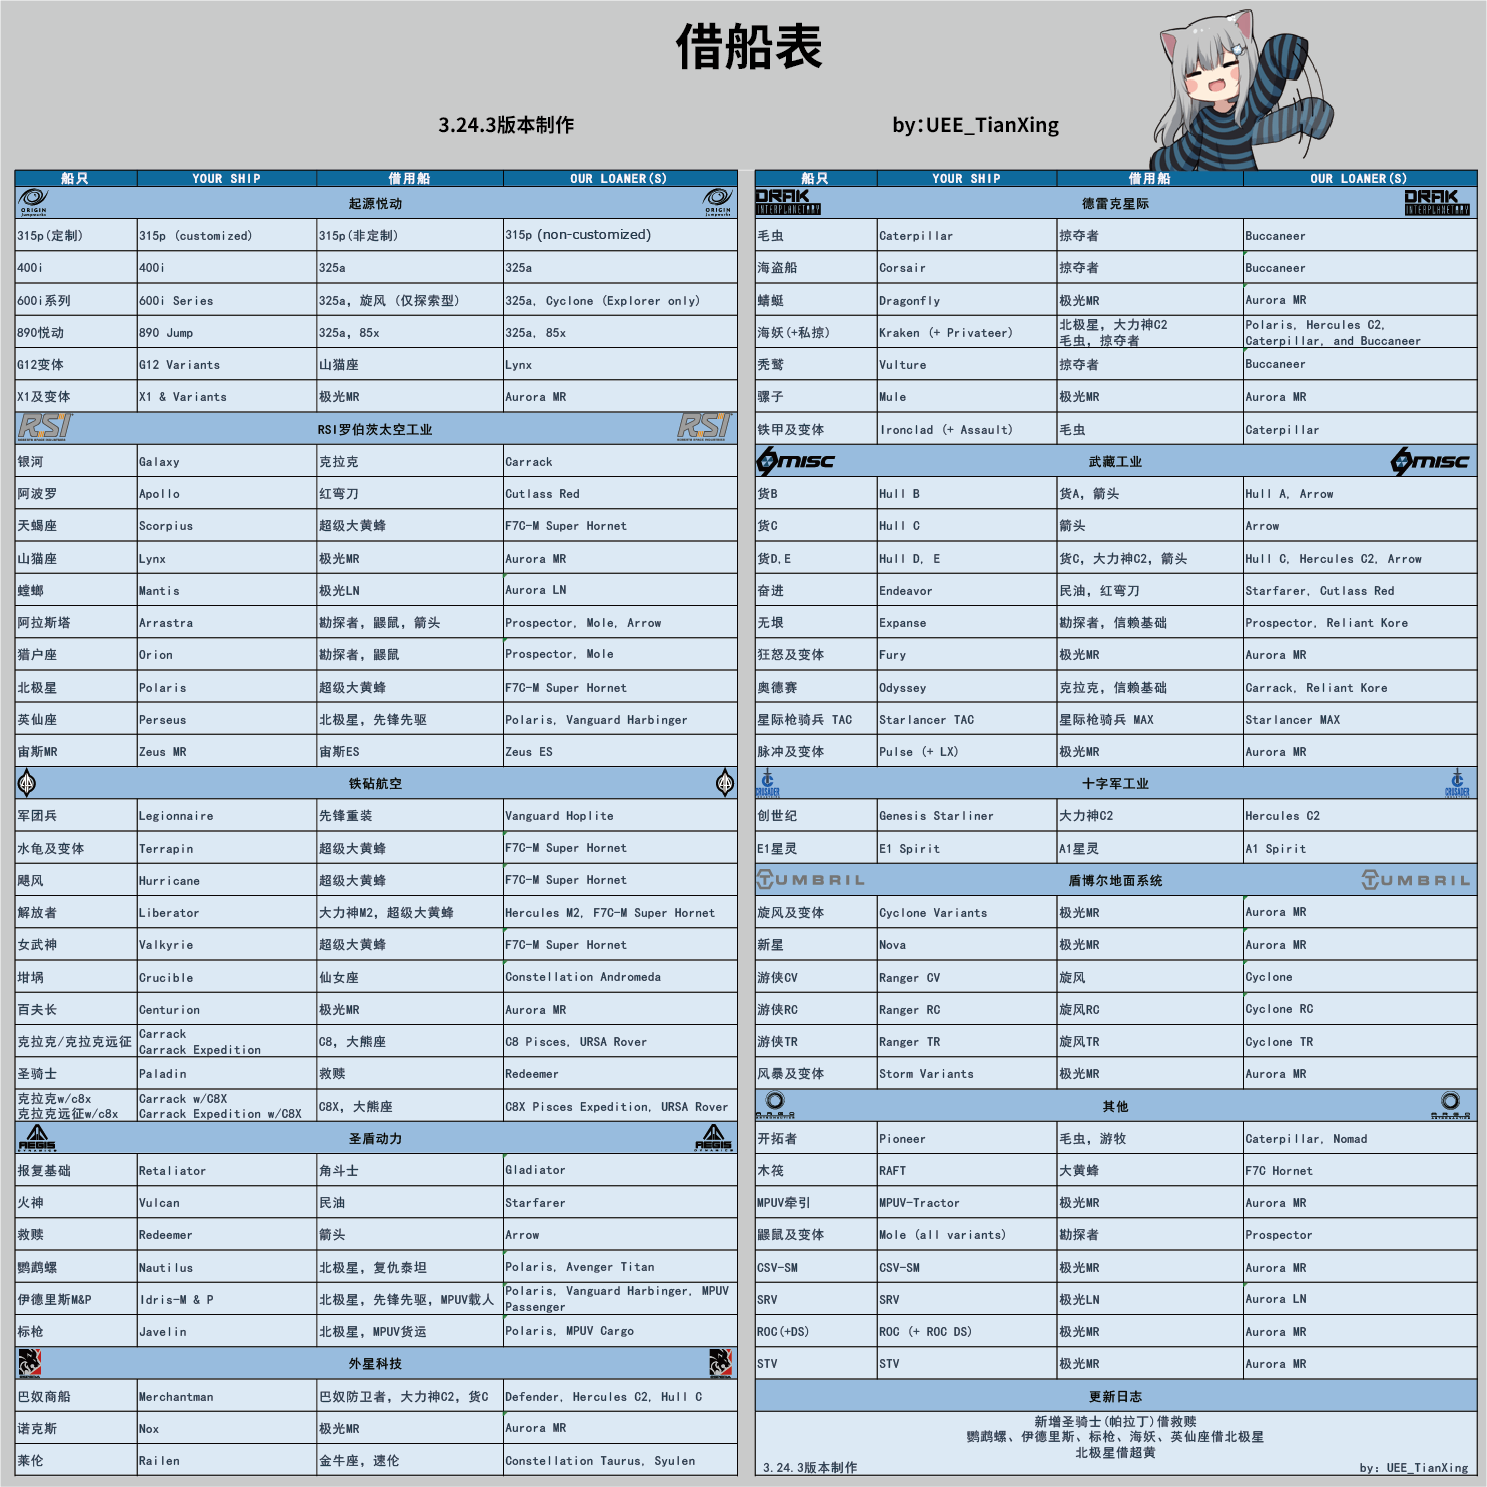 借船表
3.24.3版本制作
by:UEE_TianXing
船只 YOUR SHIP 借用船 OUR LOANER(S)
ORIGIN Jumpworks 起源悦动 ORIGIN Jumpworks
315p(定制) 315p (customized) 315p(非定制) 315p (non-customized)
400i 400i 325a 325a
600i系列 600i Series 325a, 旋风 (仅探索型) 325a, Cyclone (Explorer only)
890悦动 890 Jump 325a, 85x 325a, 85x
G12变体 G12 Variants 山猫座 Lynx
X1及变体 X1 & Variants 极光MR Aurora MR
RSI RSI罗伯茨太空工业 RSI
银河 Galaxy 克拉克 Carrack
阿波罗 Apollo 红弯刀 Cutlass Red
天蝎座 Scorpius 超级大黄蜂 F7C-M Super Hornet
山猫座 Lynx 极光MR Aurora MR
螳螂 Mantis 极光LN Aurora LN
阿拉斯塔 Arrastra 勘探者, 鼹鼠, 箭头 Prospector, Mole, Arrow
猎户座 Orion 勘探者, 鼹鼠 Prospector, Mole
北极星 Polaris 超级大黄蜂 F7C-M Super Hornet
英仙座 Perseus 北极星, 先锋先驱 Polaris, Vanguard Harbinger
宙斯MR Zeus MR 宙斯ES Zeus ES
铁砧航空
军团兵 Legionnaire 先锋重装 Vanguard Hoplite
水龟及变体 Terrapin 超级大黄蜂 F7C-M Super Hornet
飓风 Hurricane 超级大黄蜂 F7C-M Super Hornet
解放者 Liberator 大力神M2, 超级大黄蜂 Hercules M2, F7C-M Super Hornet
女武神 Valkyrie 超级大黄蜂 F7C-M Super Hornet
坩埚 Crucible 仙女座 Constellation Andromeda
百夫长 Centurion 极光MR Aurora MR
克拉克/克拉克远征 Carrack
Carrack Expedition C8, 大熊座 C8 Pisces, URSA Rover
圣骑士 Paladin 救赎 Redeemer
克拉克w/c8x
克拉克远征w/c8x Carrack w/C8X
Carrack Expedition w/C8X C8X, 大熊座 C8X Pisces Expedition, URSA Rover
AEGIS DYNAMICS 圣盾动力 AEGIS DYNAMICS
报复基础 Retaliator 角斗士 Gladiator
火神 Vulcan 民油 Starfarer
救赎 Redeemer 箭头 Arrow
鹦鹉螺 Nautilus 北极星, 复仇泰坦 Polaris, Avenger Titan
伊德里斯M&P Idris-M & P 北极星, 先锋先驱, MPUV载人 Polaris, Vanguard Harbinger, MPUV
Passenger
标枪 Javelin 北极星, MPUV货运 Polaris, MPUV Cargo
外星科技
巴奴商船 Merchantman 巴奴防卫者, 大力神C2, 货C Defender, Hercules C2, Hull C
诺克斯 Nox 极光MR Aurora MR
莱伦 Railen 金牛座, 速伦 Constellation Taurus, Syulen
船只 YOUR SHIP 借用船 OUR LOANER(S)
DRAK INTERPLANETARY 德雷克星际 DRAK INTERPLANETARY
毛虫 Caterpillar 掠夺者 Buccaneer
海盗船 Corsair 掠夺者 Buccaneer
蜻蜓 Dragonfly 极光MR Aurora MR
海妖(+私掠) Kraken (+ Privateer) 北极星, 大力神C2
毛虫, 掠夺者 Polaris, Hercules C2,
Caterpillar, and Buccaneer
秃鹫 Vulture 掠夺者 Buccaneer
骡子 Mule 极光MR Aurora MR
铁甲及变体 Ironclad (+ Assault) 毛虫 Caterpillar
MISC 武藏工业 MISC
货B Hull B 货A, 箭头 Hull A, Arrow
货C Hull C 箭头 Arrow
货D,E Hull D, E 货C, 大力神C2, 箭头 Hull C, Hercules C2, Arrow
奋进 Endeavor 民油, 红弯刀 Starfarer, Cutlass Red
无垠 Expanse 勘探者, 信赖基础 Prospector, Reliant Kore
狂怒及变体 Fury 极光MR Aurora MR
奥德赛 Odyssey 克拉克, 信赖基础 Carrack, Reliant Kore
星际枪骑兵 TAC Starlancer TAC 星际枪骑兵 MAX Starlancer MAX
脉冲及变体 Pulse (+ LX) 极光MR Aurora MR
CRUSADER 十字军工业 CRUSADER
创世纪 Genesis Starliner 大力神C2 Hercules C2
E1星灵 E1 Spirit A1星灵 A1 Spirit
TUMBRIL 盾博尔地面系统 TUMBRIL
旋风及变体 Cyclone Variants 极光MR Aurora MR
新星 Nova 极光MR Aurora MR
游侠CV Ranger CV 旋风 Cyclone
游侠RC Ranger RC 旋风RC Cyclone RC
游侠TR Ranger TR 旋风TR Cyclone TR
风暴及变体 Storm Variants 极光MR Aurora MR
其他
开拓者 Pioneer 毛虫, 游牧 Caterpillar, Nomad
木筏 RAFT 大黄蜂 F7C Hornet
MPUV牵引 MPUV-Tractor 极光MR Aurora MR
鼹鼠及变体 Mole (all variants) 勘探者 Prospector
CSV-SM CSV-SM 极光MR Aurora MR
SRV SRV 极光LN Aurora LN
ROC(+DS) ROC (+ ROC DS) 极光MR Aurora MR
STV STV 极光MR Aurora MR
更新日志
新增圣骑士(帕拉丁)借救赎
鹦鹉螺、伊德里斯、标枪、海妖、英仙座借北极星
北极星借超黄
3.24.3版本制作 by: UEE_TianXing